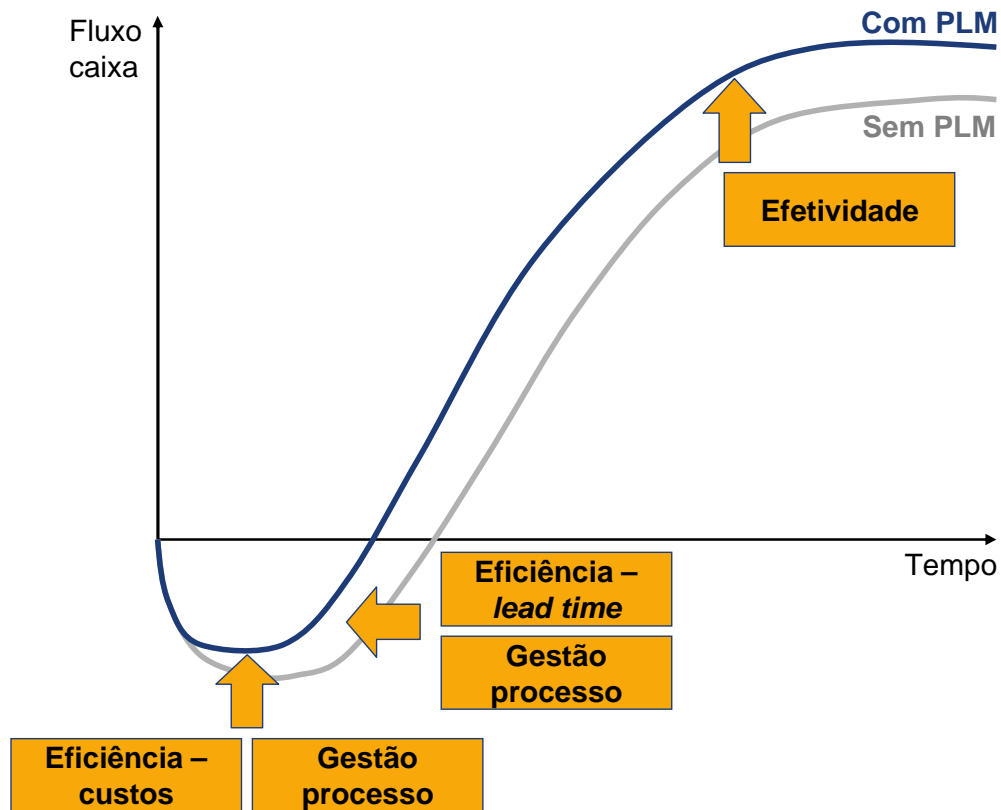 Fluxo
caixa
Com PLM
Sem PLM
Efetividade
Tempo
Eficiência –
lead time
Gestão
processo
Eficiência –
custos
Gestão
processo